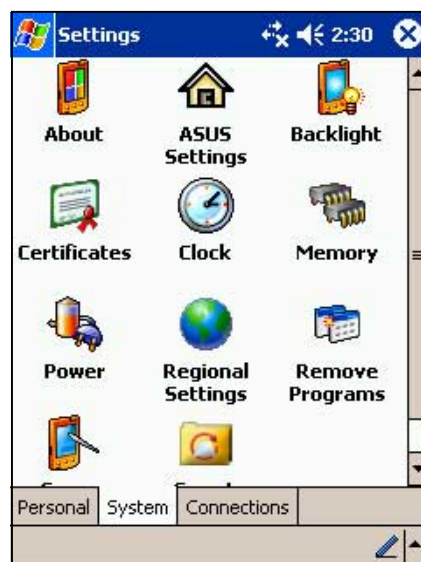 Settings 2:30
About ASUS Settings Backlight
Certificates Clock Memory
Power Regional Settings Remove Programs
Personal System Connections